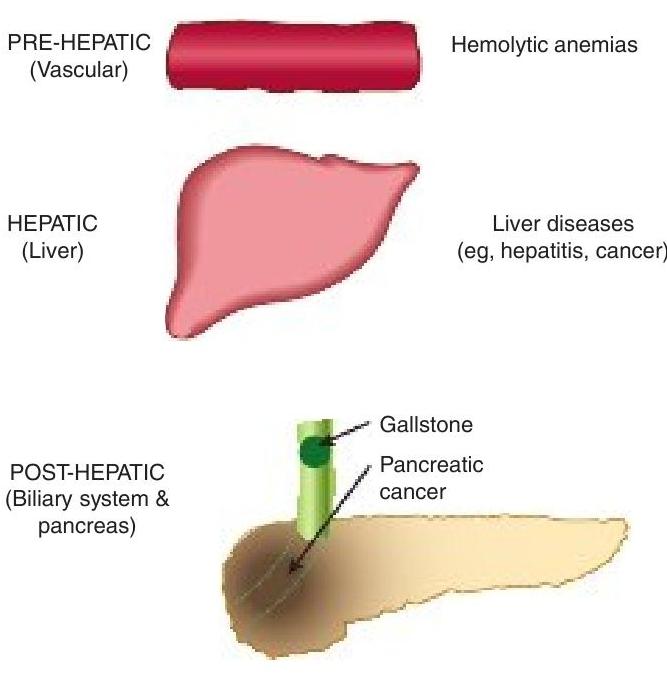 PRE-HEPATIC
(Vascular)
Hemolytic anemias
HEPATIC
(Liver)
Liver diseases
(eg, hepatitis, cancer)
Gallstone
Pancreatic
cancer
POST-HEPATIC
(Biliary system &
pancreas)